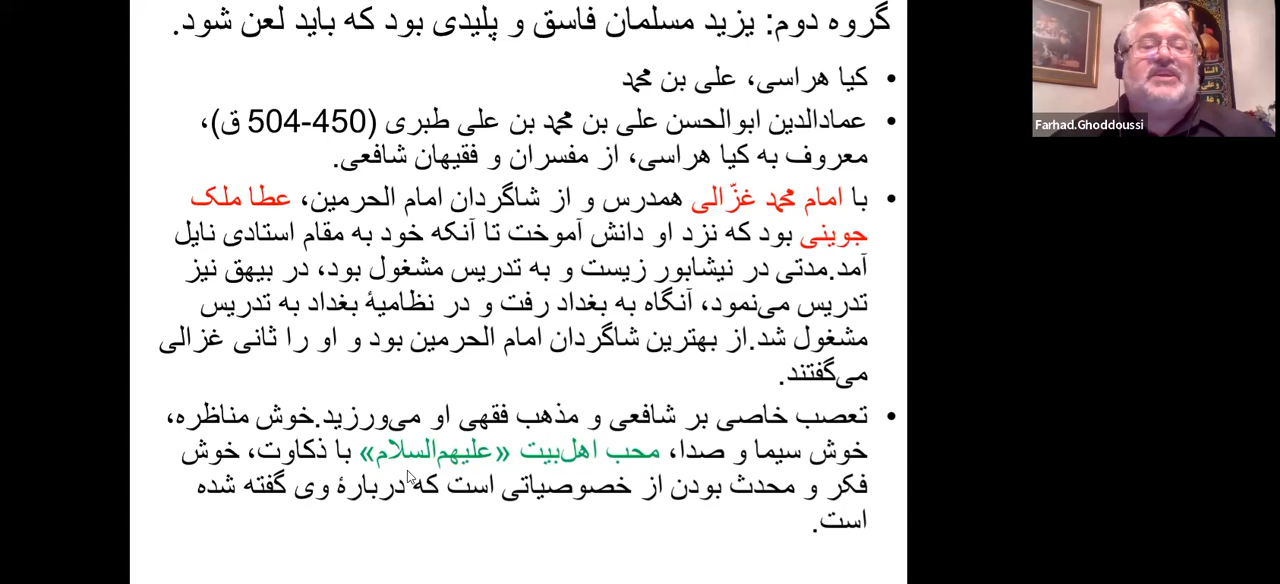 گروه دوم: یزید مسلمان فاسق و پلیدی بود که باید لعن شود.
• کیا هراسی، علی بن محمد
• عمادالدین ابوالحسن علی بن محمد بن علی طبری (450-504 ق)،
معروف به کیا هراسی، از مفسران و فقیهان شافعی.
• با امام محمد غزّالی همدرس و از شاگردان امام الحرمین، عطا ملک
جوینی بود که نزد او دانش آموخت تا آنکه خود به مقام استادی نایل
آمد.مدتی در نیشابور زیست و به تدریس مشغول بود، در بیهق نیز
تدریس می‌نمود، آنگاه به بغداد رفت و در نظامیۀ بغداد به تدریس
مشغول شد.از بهترین شاگردان امام الحرمین بود و او را ثانی غزالی
می‌گفتند.
• تعصب خاصی بر شافعی و مذهب فقهی او می‌ورزید.خوش مناظره،
خوش سیما و صدا، محب اهل‌بیت «علیهم‌السلام» با ذکاوت، خوش
فکر و محدث بودن از خصوصیاتی است که دربارۀ وی گفته شده
است.
Farhad.Ghoddoussi